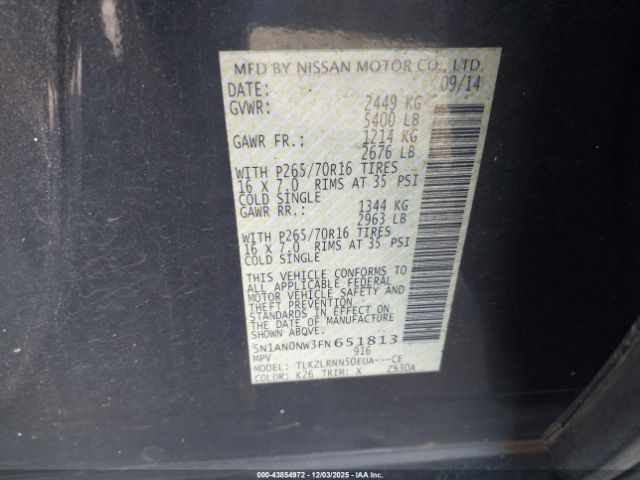 MFD BY NISSAN MOTOR CO., LTD.
DATE: 09/14
GVWR: 2449 KG
5400 LB
GAWR FR.: 1214 KG
2676 LB
WITH P265/70R16 TIRES
16 X 7.0 RIMS AT 35 PSI
COLD SINGLE
GAWR RR.: 1344 KG
2963 LB
WITH P265/70R16 TIRES
16 X 7.0 RIMS AT 35 PSI
COLD SINGLE
THIS VEHICLE CONFORMS TO
ALL APPLICABLE FEDERAL
MOTOR VEHICLE SAFETY AND
THEFT PREVENTION
STANDARDS IN EFFECT ON
THE DATE OF MANUFACTURE
SHOWN ABOVE.
5N1AN0NW3FN651813
MPV 916
MODEL: TLKZLRNN50EUA---CE
COLOR: K26 TRIM: X Z930A
000-43854972 - 12/03/2025 - IAA Inc.